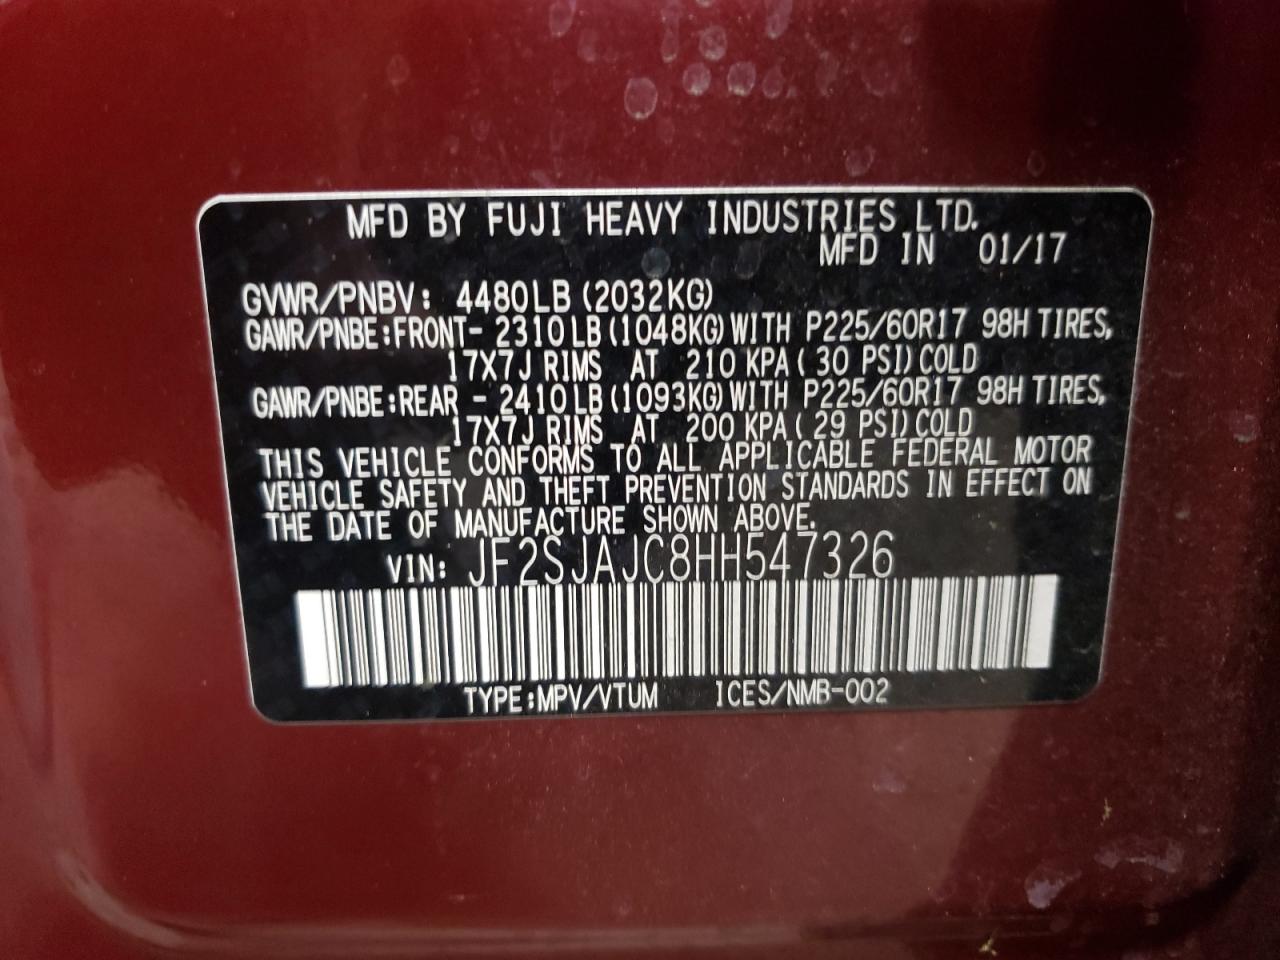 MFD BY FUJI HEAVY INDUSTRIES LTD.
MFD IN 01/17
GVWR/PNBV: 4480LB (2032KG)
GAWR/PNBE:FRONT- 2310LB (1048KG) WITH P225/60R17 98H TIRES,
17X7J RIMS AT 210 KPA ( 30 PSI) COLD
GAWR/PNBE:REAR - 2410LB (1093KG) WITH P225/60R17 98H TIRES,
17X7J RIMS AT 200 KPA ( 29 PSI) COLD
THIS VEHICLE CONFORMS TO ALL APPLICABLE FEDERAL MOTOR
VEHICLE SAFETY AND THEFT PREVENTION STANDARDS IN EFFECT ON
THE DATE OF MANUFACTURE SHOWN ABOVE.
VIN: JF2SJAJC8HH547326
TYPE:MPV/VTUM ICES/NMB-002